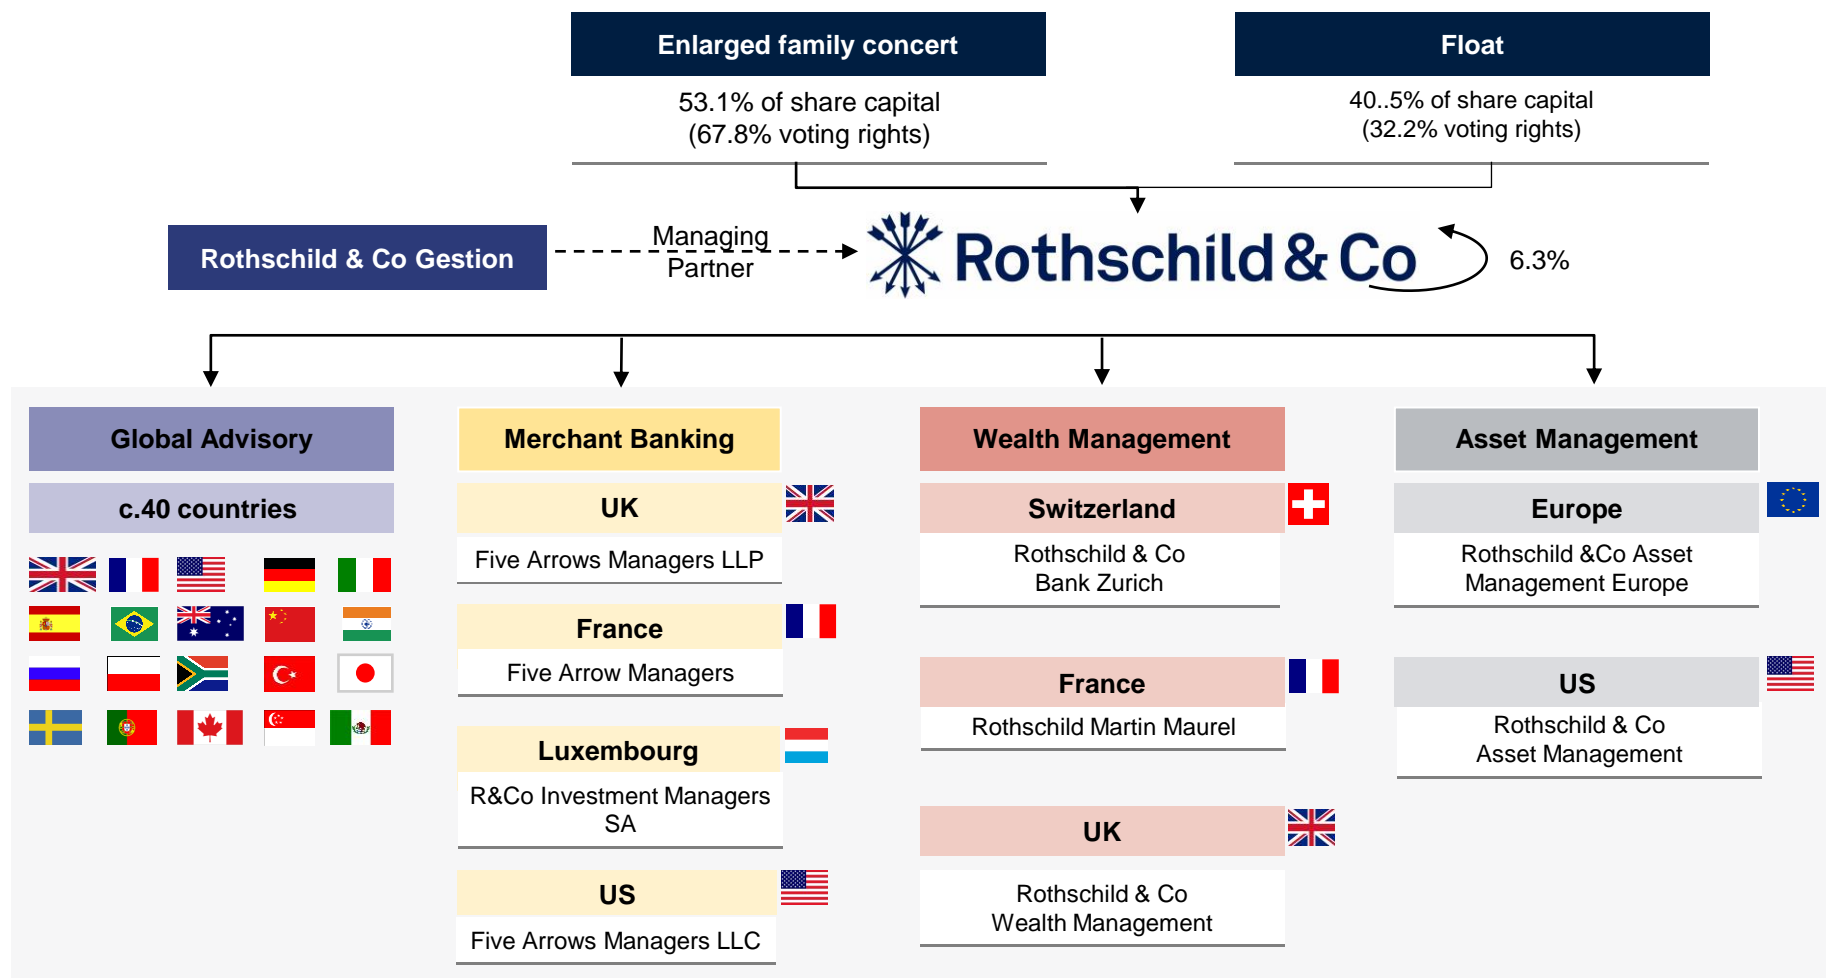 Enlarged family concert
Float
53.1% of share capital
(67.8% voting rights)
40..5% of share capital
(32.2% voting rights)
Rothschild & Co Gestion
Managing
Partner
Rothschild & Co
6.3%
Global Advisory
c.40 countries
Merchant Banking
UK
Five Arrows Managers LLP
France
Five Arrow Managers
Luxembourg
R&Co Investment Managers
SA
US
Five Arrows Managers LLC
Wealth Management
Switzerland
Rothschild & Co
Bank Zurich
France
Rothschild Martin Maurel
UK
Rothschild & Co
Wealth Management
Asset Management
Europe
Rothschild &Co Asset
Management Europe
US
Rothschild & Co
Asset Management